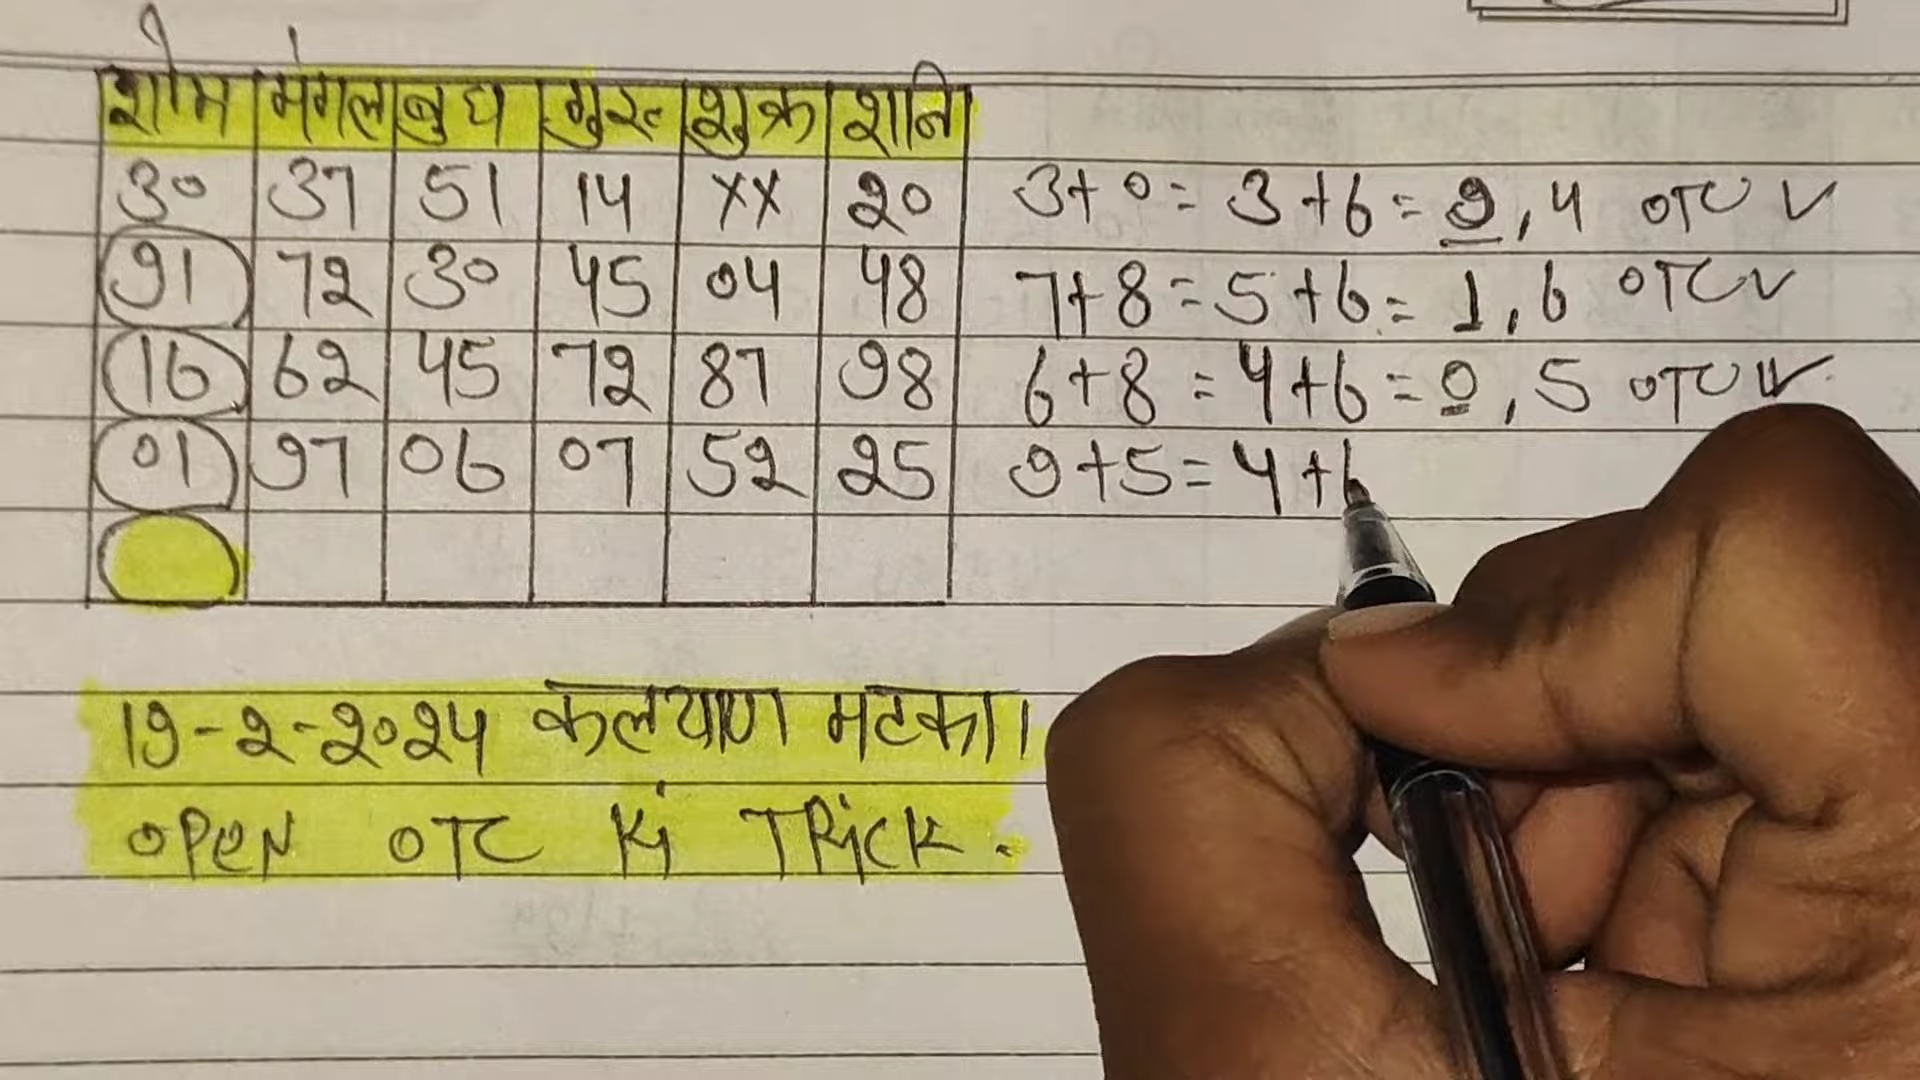 शोम मंगल बुध गुरु शुक्र शनि
30 37 51 14 XX 20 3+0=3+6=9,4 OTC ✓
91 72 30 45 04 48 7+8=5+6=1,6 OTC ✓
16 62 45 72 87 98 6+8=4+6=0,5 OTC ✓
01 97 06 07 52 25 9+5=4+6
19-2-2024 कल्याण मटका।
OPEN OTC Ki TRiCK.